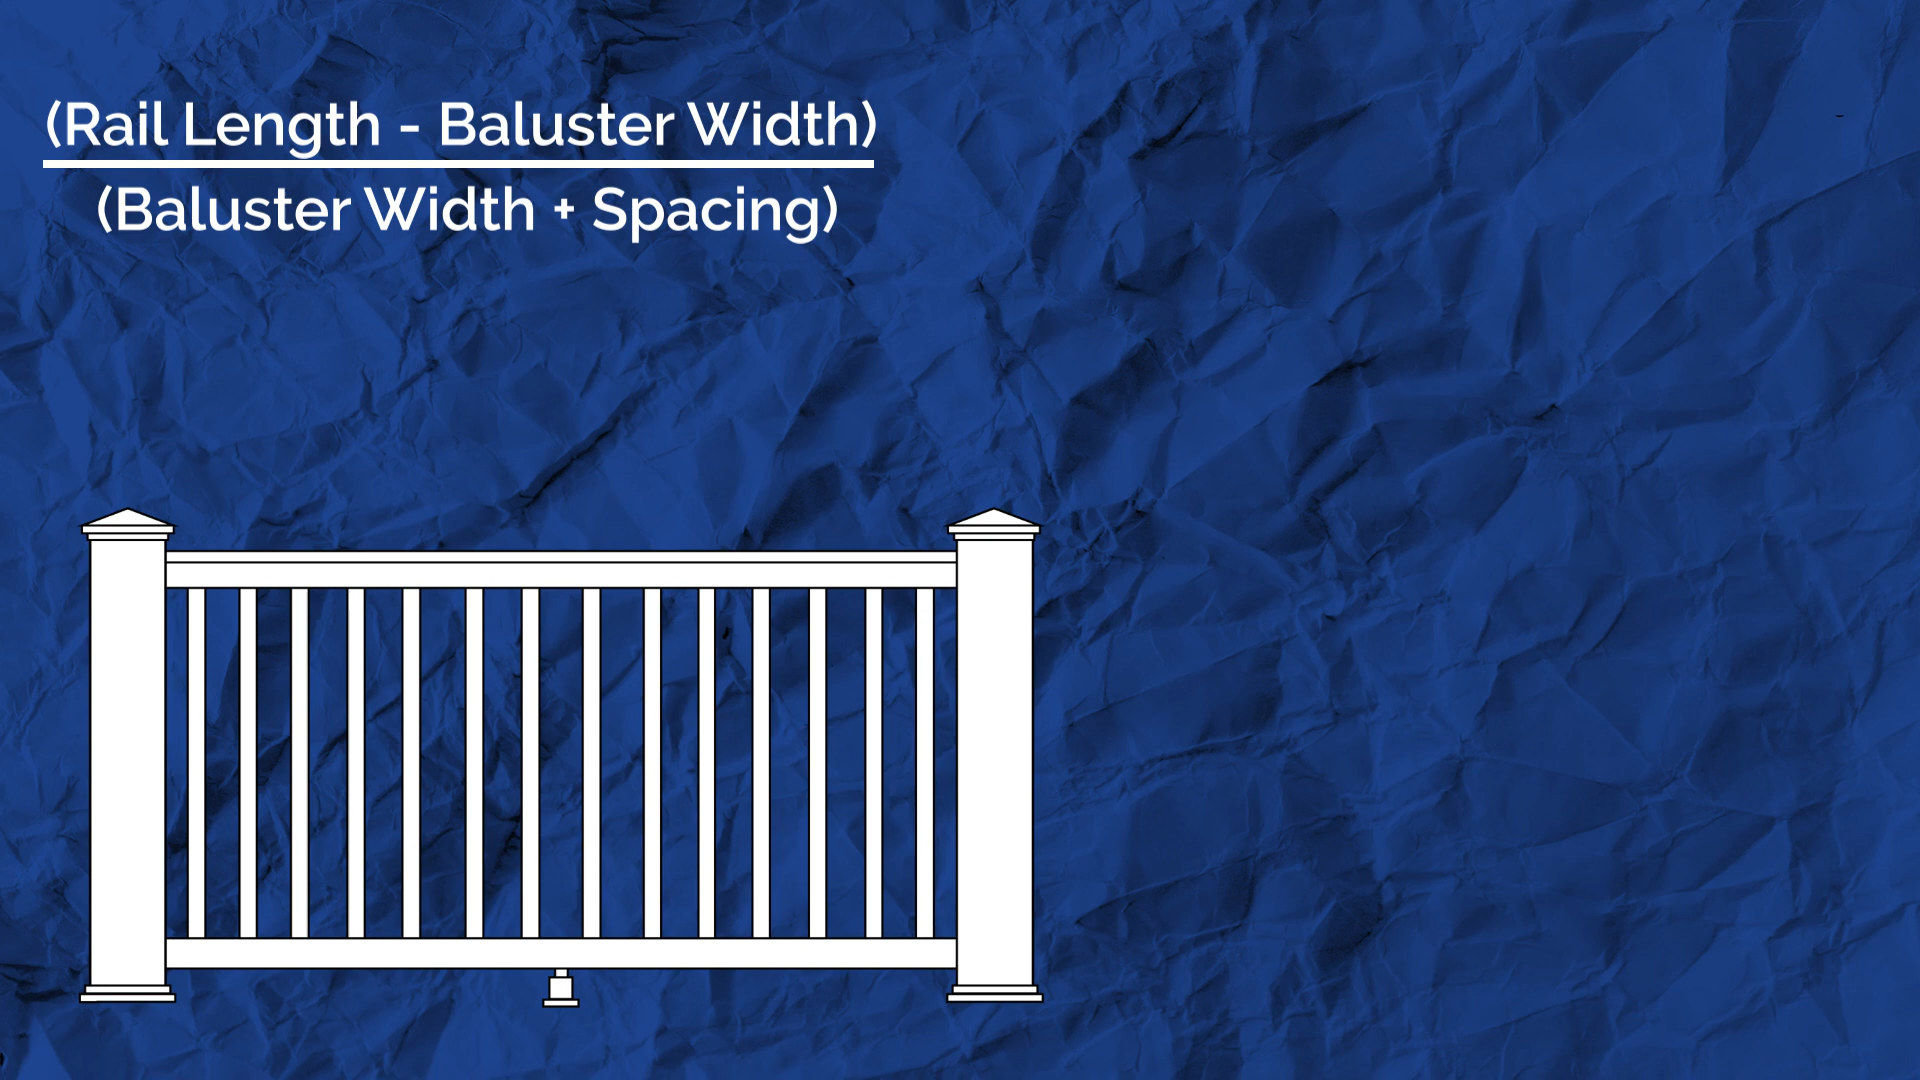 (Rail Length - Baluster Width)
(Baluster Width + Spacing)